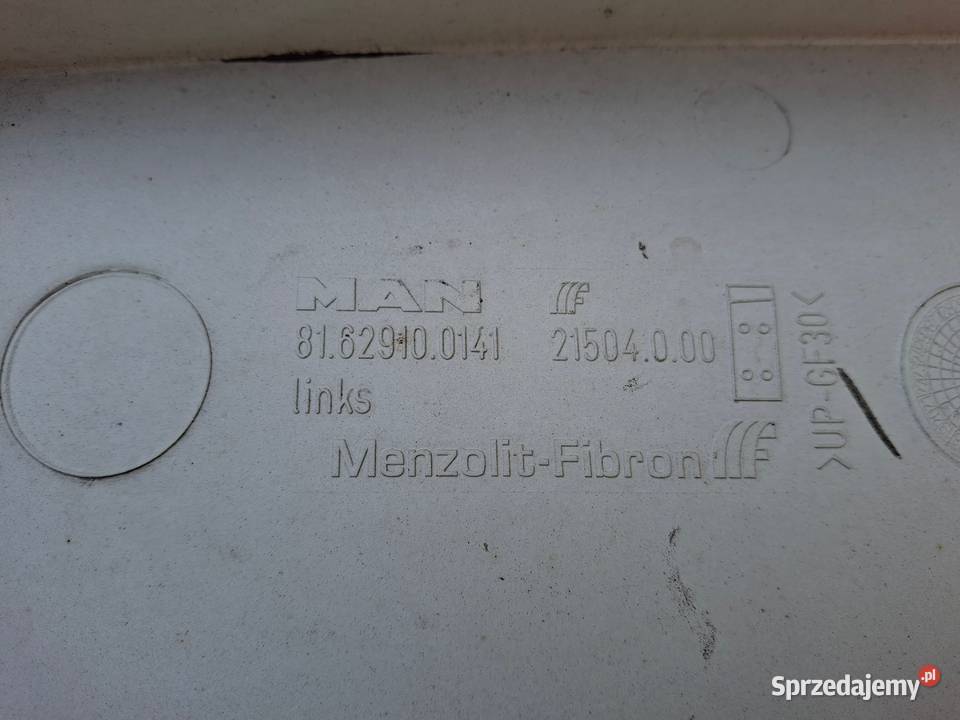 MAN
81.62910.0141 21504.0.00
links
Menzolit-Fibron
>UP-GF30<
Sprzedajemy.pl